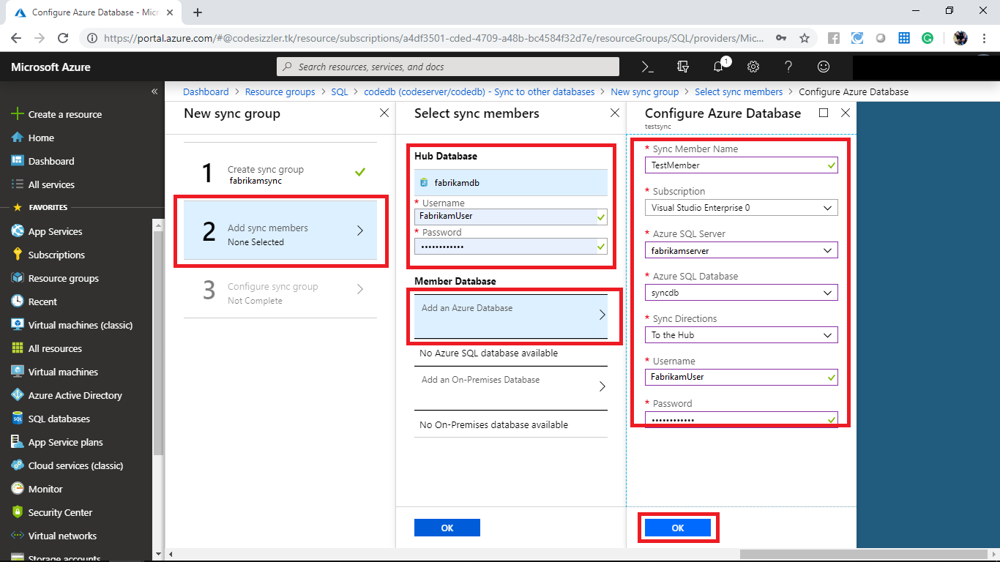 Configure Azure Database - Micr
https://portal.azure.com/#@codesizzler.tk/resource/subscriptions/a4df3501-cded-4709-a48b-bc4584f32d7e/resourceGroups/SQL/providers/Mic...
Microsoft Azure
Search resources, services, and docs
1
Dashboard > Resource groups > SQL > codedb (codeserver/codedb) - Sync to other databases > New sync group > Select sync members > Configure Azure Database
Create a resource
Home
Dashboard
All services
FAVORITES
App Services
Subscriptions
Resource groups
Recent
Virtual machines (classic)
All resources
Virtual machines
Azure Active Directory
SQL databases
App Service plans
Cloud services (classic)
Monitor
Security Center
Virtual networks
Storage accounts
New sync group
1
Create sync group
fabrikamsync
2
Add sync members
None Selected
3
Configure sync group
Not Complete
Select sync members
Hub Database
fabrikamdb
* Username
FabrikamUser
* Password
••••••••••••
Member Database
Add an Azure Database
No Azure SQL database available
Add an On-Premises Database
No On-Premises database available
OK
Configure Azure Database
testsync
* Sync Member Name
TestMember
* Subscription
Visual Studio Enterprise 0
* Azure SQL Server
fabrikamserver
* Azure SQL Database
syncdb
* Sync Directions
To the Hub
* Username
FabrikamUser
* Password
••••••••••••
OK